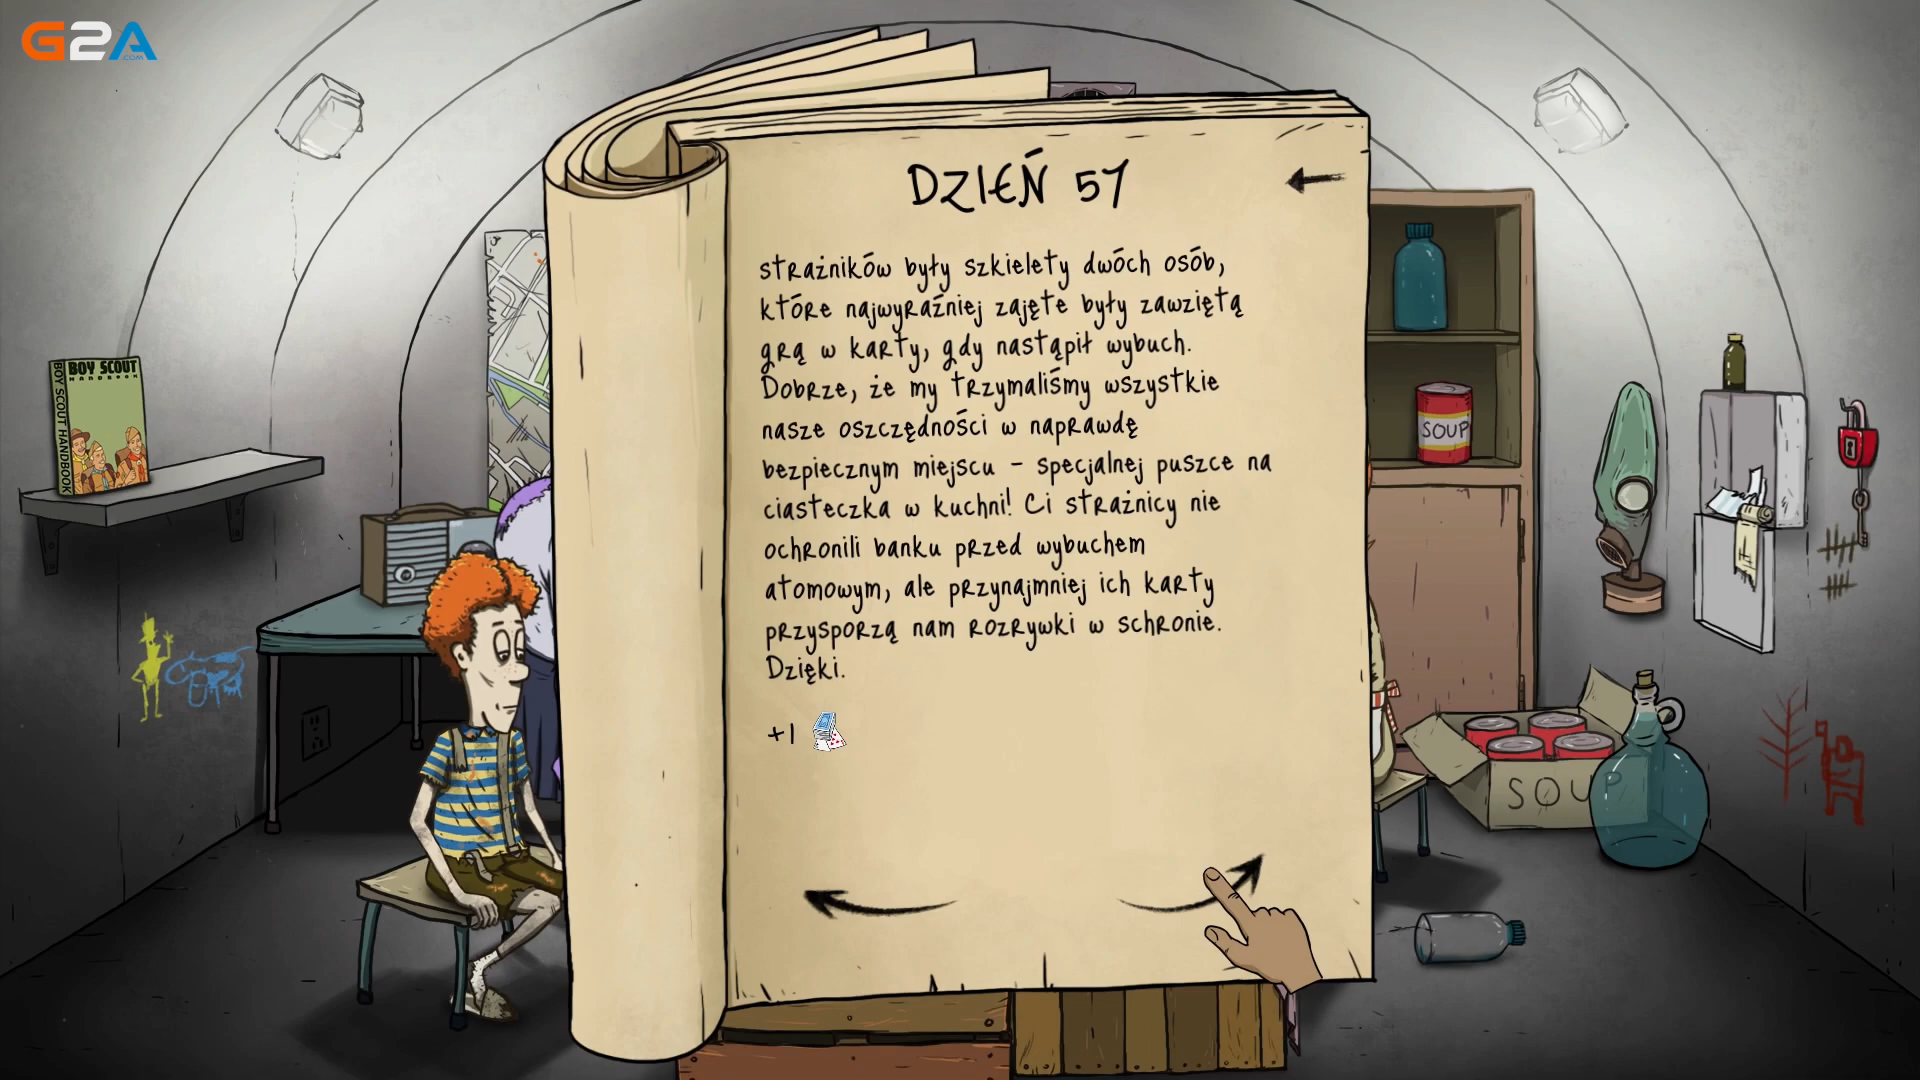 G2A
.COM
DZIEŃ 57
strażników były szkielety dwóch osób,
które najwyraźniej zajęte były zawziętą
grą w karty, gdy nastąpił wybuch.
Dobrze, że my trzymaliśmy wszystkie
nasze oszczędności w naprawdę
bezpiecznym miejscu – specjalnej puszce na
ciasteczka w kuchni! Ci strażnicy nie
ochronili banku przed wybuchem
atomowym, ale przynajmniej ich karty
przysporzą nam rozrywki w schronie.
Dzięki.
+1
BOY SCOUT
HANDBOOK
BOY SCOUT HANDBOOK
SOUP
SOUP